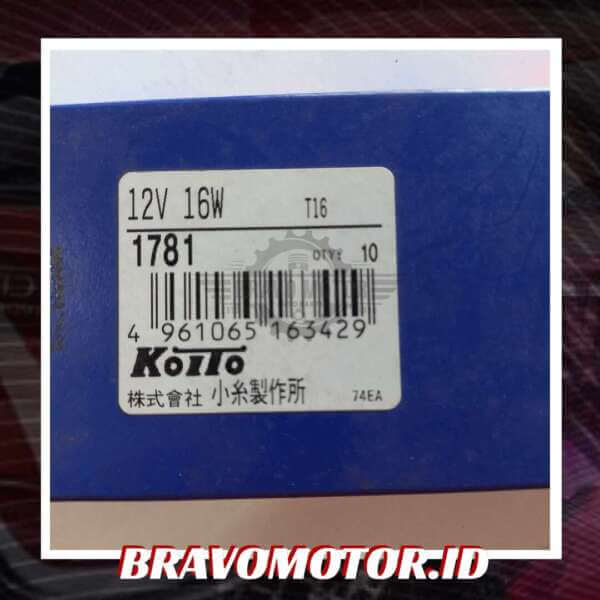 12V 16W T16
1781 QTY: 10
4 961065 163429
KoiTo
株式會社 小糸製作所 74EA
BRAVOMOTOR.ID